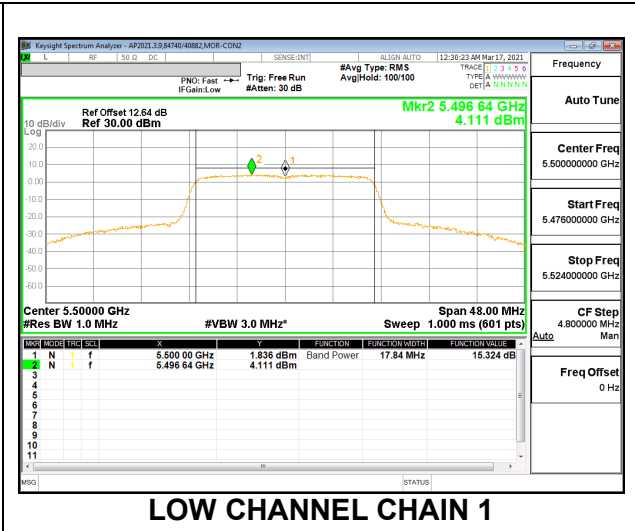 Keysight Spectrum Analyzer - AP2021.3.9,84740/40882,MOR-CON2
L RF 50 Ω DC SENSE:INT ALIGN AUTO 12:30:23 AM Mar 17, 2021
PNO: Fast
IFGain:Low
Trig: Free Run
#Atten: 30 dB
#Avg Type: RMS
Avg|Hold: 100/100
TRACE 1 2 3 4 5 6
TYPE A WWWWW
DET A N N N N N
Frequency
Auto Tune
Center Freq
5.500000000 GHz
Start Freq
5.476000000 GHz
Stop Freq
5.524000000 GHz
CF Step
4.800000 MHz
Auto Man
Freq Offset
0 Hz
Ref Offset 12.64 dB
10 dB/div Ref 30.00 dBm
Mkr2 5.496 64 GHz
4.111 dBm
Log
20.0
10.0
0.00
-10.0
-20.0
-30.0
-40.0
-50.0
-60.0
2
1
Center 5.50000 GHz Span 48.00 MHz
#Res BW 1.0 MHz #VBW 3.0 MHz* Sweep 1.000 ms (601 pts)
MKR MODE TRC SCL X Y FUNCTION FUNCTION WIDTH FUNCTION VALUE
1 N 1 f 5.500 00 GHz 1.836 dBm Band Power 17.84 MHz 15.324 dB
2 N 1 f 5.496 64 GHz 4.111 dBm
3
4
5
6
7
8
9
10
11
MSG STATUS
LOW CHANNEL CHAIN 1